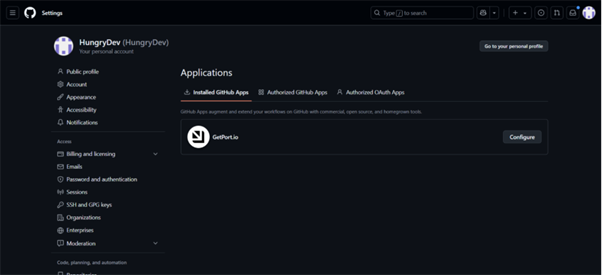 Settings
Type / to search
HungryDev (HungryDev)
Your personal account
Go to your personal profile
Public profile
Account
Appearance
Accessibility
Notifications
Access
Billing and licensing
Emails
Password and authentication
Sessions
SSH and GPG keys
Organizations
Enterprises
Moderation
Code, planning, and automation
Repositories
Applications
Installed GitHub Apps
Authorized GitHub Apps
Authorized OAuth Apps
GitHub Apps augment and extend your workflows on GitHub with commercial, open source, and homegrown tools.
GetPort.io
Configure